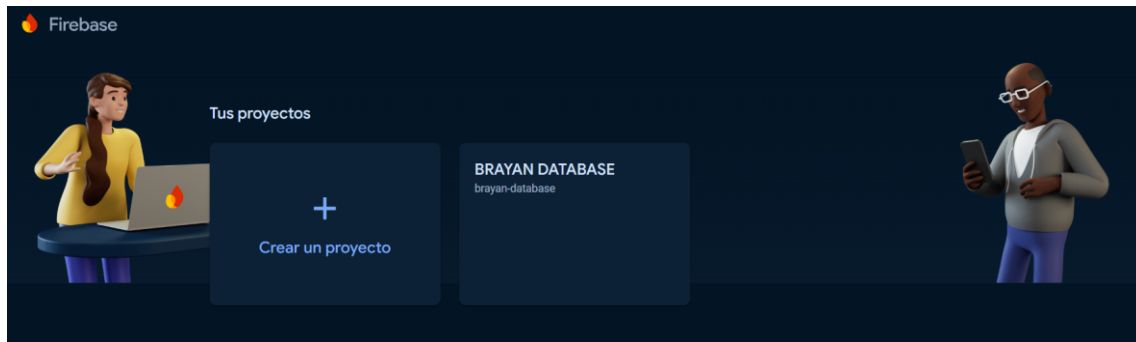 Firebase
Tus proyectos
BRAYAN DATABASE
brayan-database
+
Crear un proyecto